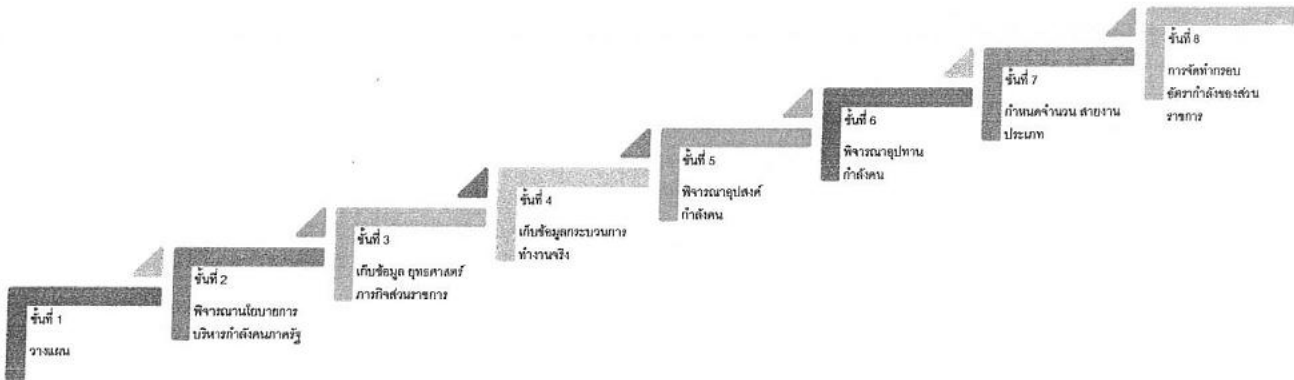 ขั้นที่ 1
วางแผน
ขั้นที่ 2
พิจารณานโยบายการ
บริหารกำลังคนภาครัฐ
ขั้นที่ 3
เก็บข้อมูล ยุทธศาสตร์
ภารกิจส่วนราชการ
ขั้นที่ 4
เก็บข้อมูลกระบวนการ
ทำงานจริง
ขั้นที่ 5
พิจารณาอุปสงค์
กำลังคน
ขั้นที่ 6
พิจารณาอุปทาน
กำลังคน
ขั้นที่ 7
กำหนดจำนวน สายงาน
ประเภท
ขั้นที่ 8
การจัดทำกรอบ
อัตรากำลังของส่วน
ราชการ